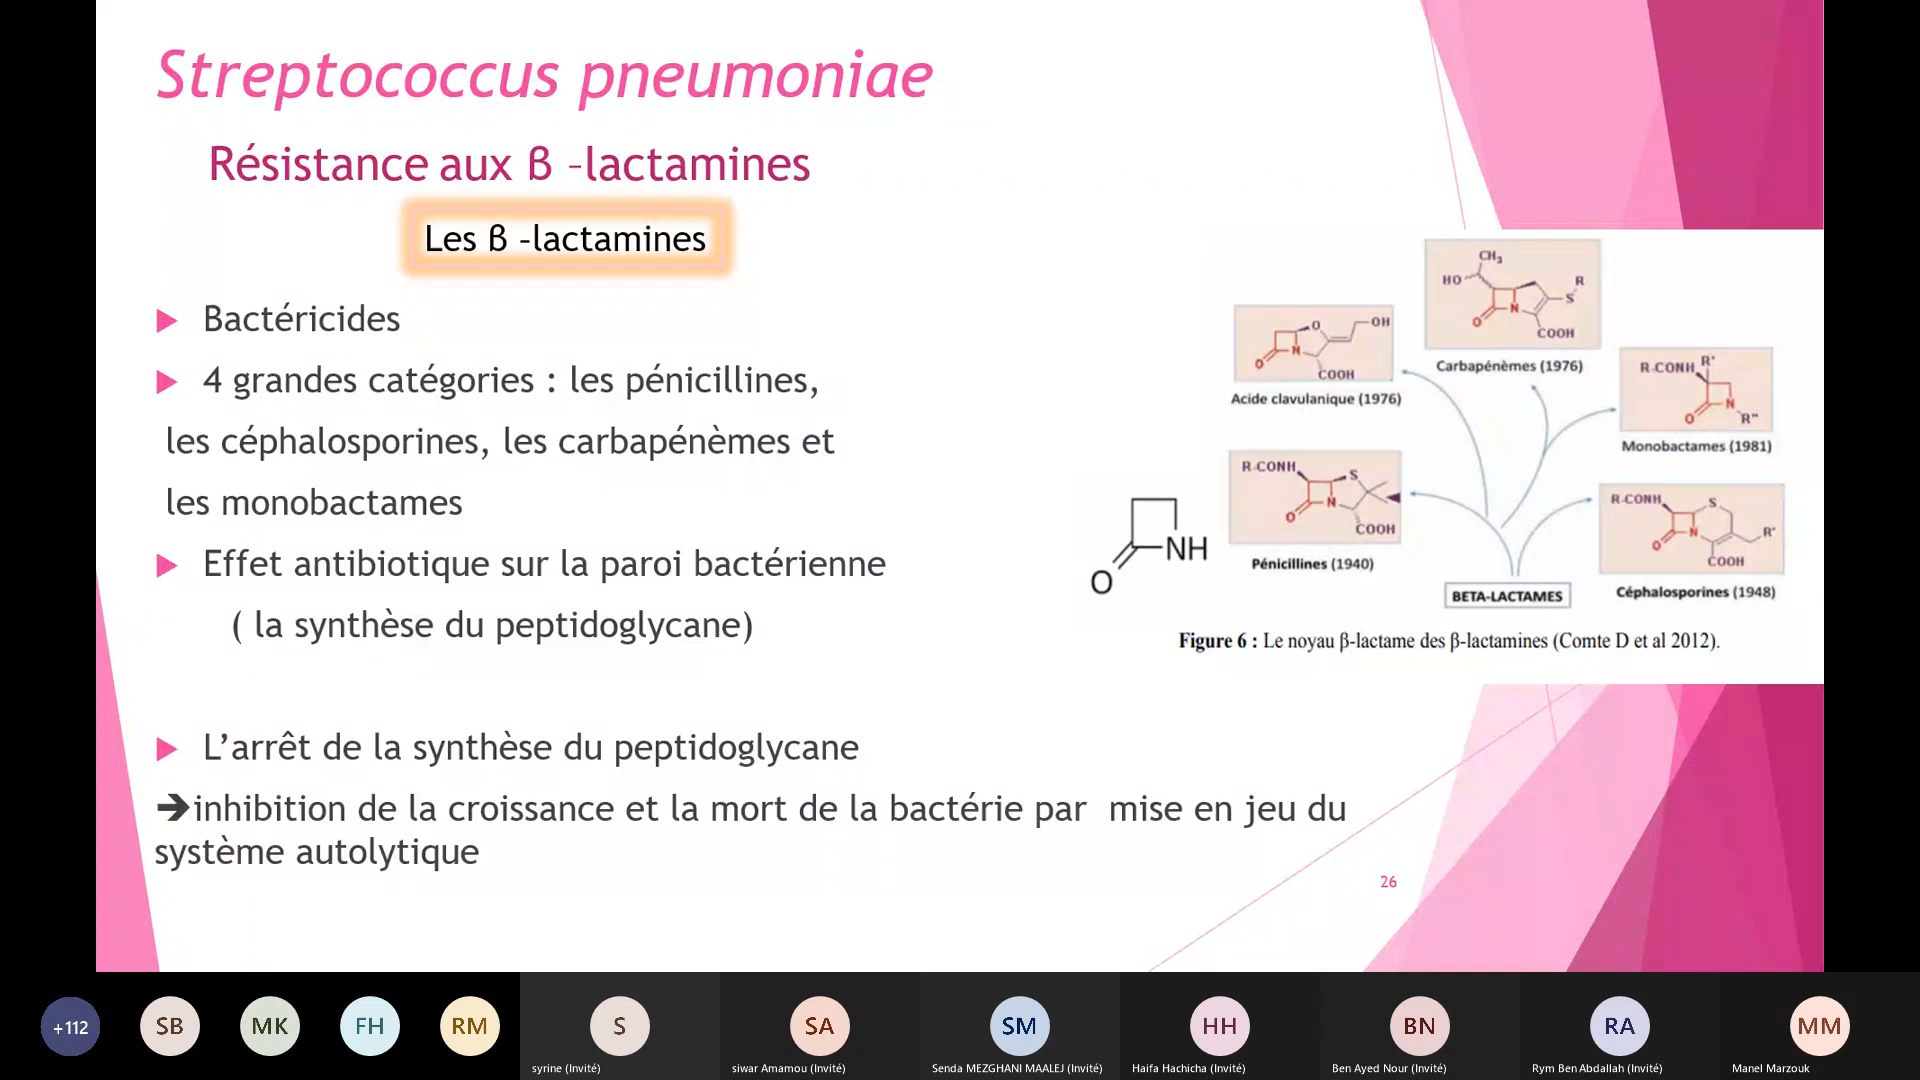 Streptococcus pneumoniae
Résistance aux β –lactamines
Les β –lactamines
Bactéricides
4 grandes catégories : les pénicillines,
les céphalosporines, les carbapénèmes et
les monobactames
Effet antibiotique sur la paroi bactérienne
( la synthèse du peptidoglycane)
L’arrêt de la synthèse du peptidoglycane
➔inhibition de la croissance et la mort de la bactérie par mise en jeu du
système autolytique
CH₃
HO
R
S
N
O
COOH
Carbapénèmes (1976)
O
OH
N
O
COOH
Acide clavulanique (1976)
R-CONH
R'
N
O
R"
Monobactames (1981)
R-CONH
S
N
O
COOH
Pénicillines (1940)
R-CONH
S
N
R'
O
COOH
Céphalosporines (1948)
NH
O
BETA-LACTAMES
Figure 6 : Le noyau β-lactame des β-lactamines (Comte D et al 2012).
26
+112
SB
MK
FH
RM
S
syrine (Invité)
SA
siwar Amamou (Invité)
SM
Senda MEZGHANI MAALEJ (Invité)
HH
Haifa Hachicha (Invité)
BN
Ben Ayed Nour (Invité)
RA
Rym Ben Abdallah (Invité)
MM
Manel Marzouk